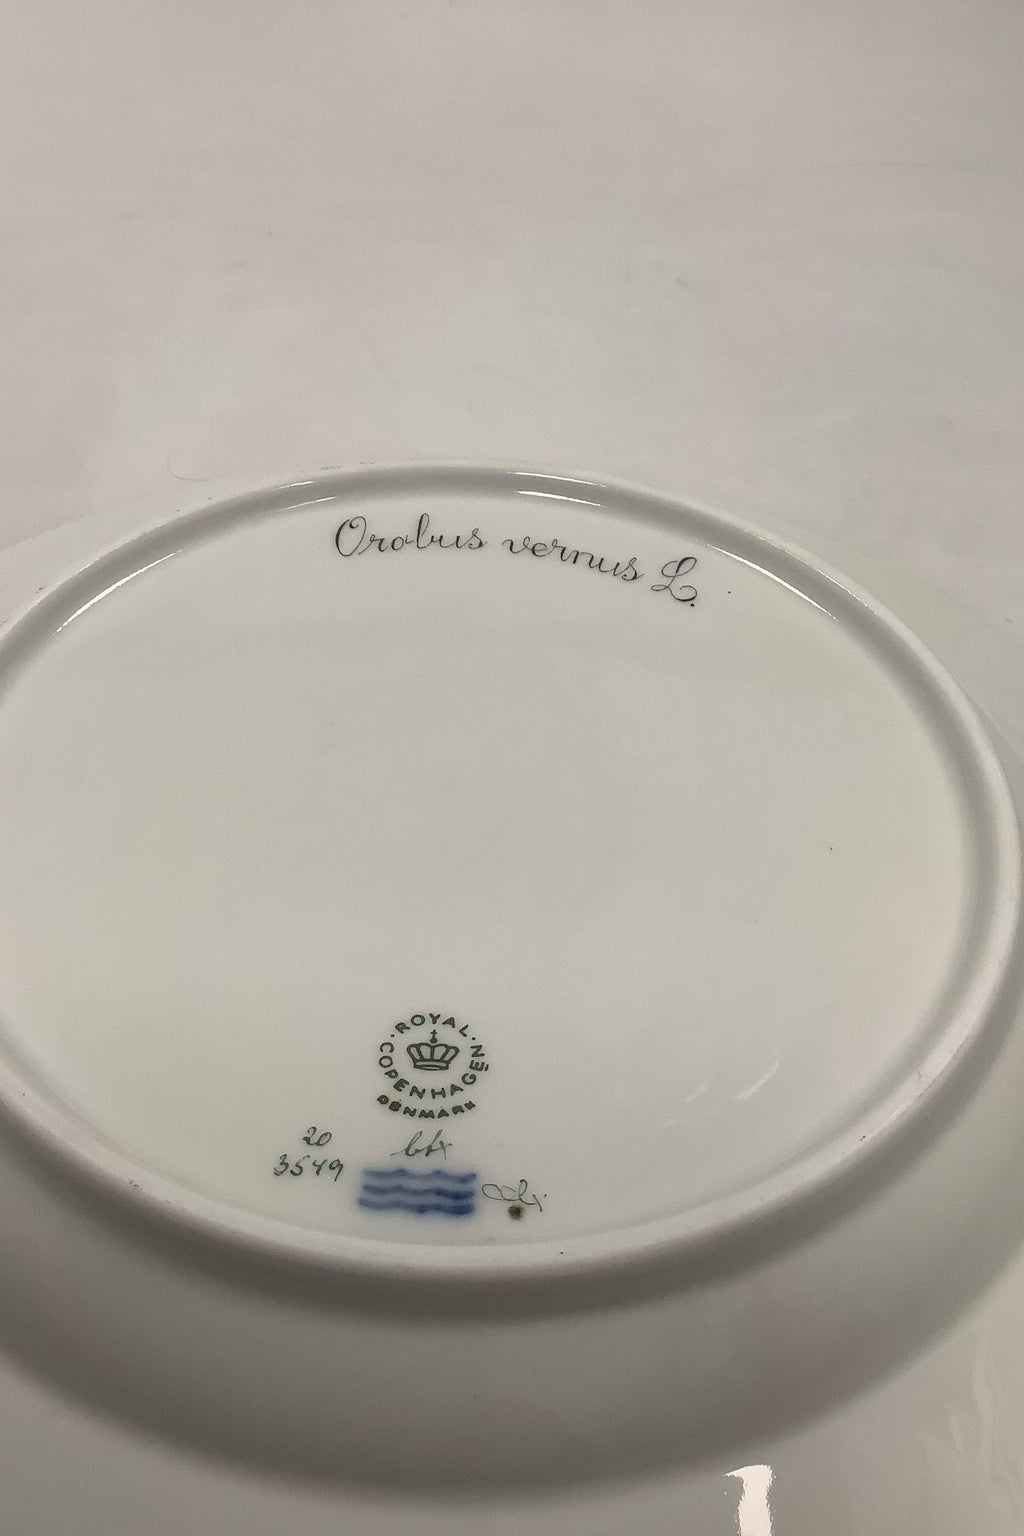 Orobus vernus L.
ROYAL COPENHAGEN
DENMARK
20
3549